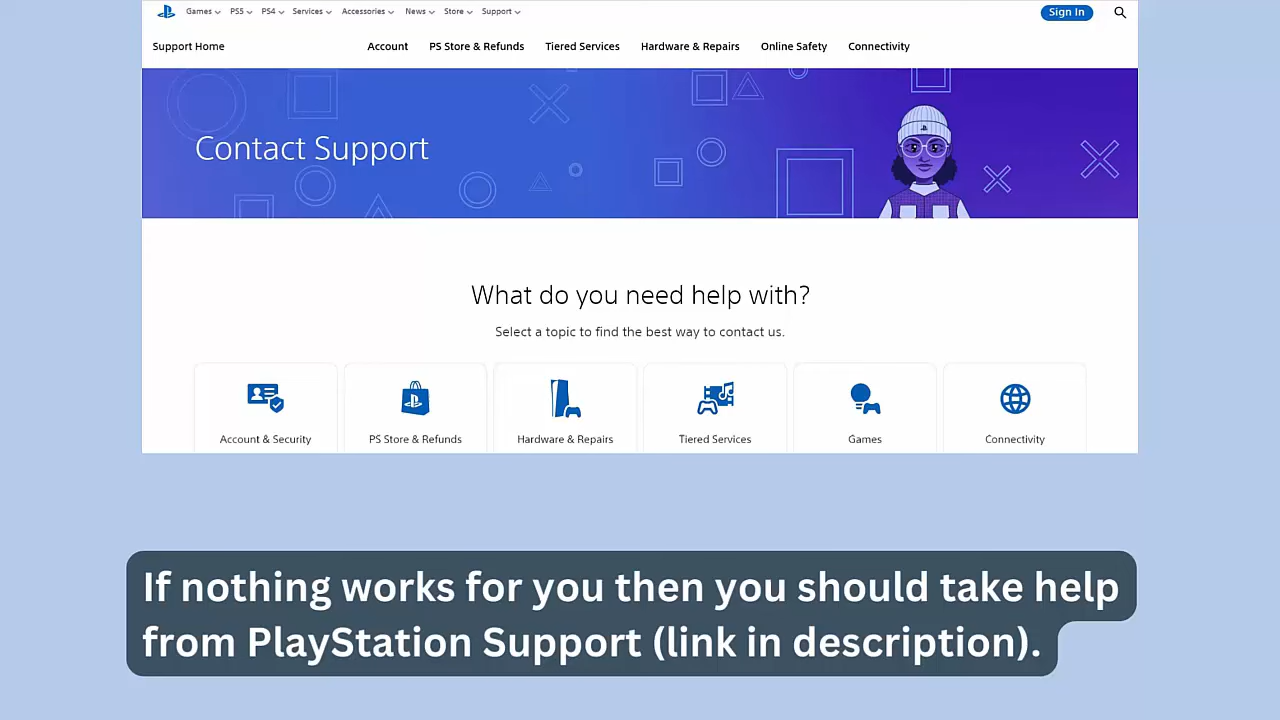 Games PS5 PS4 Services Accessories News Store Support Sign In
Support Home Account PS Store & Refunds Tiered Services Hardware & Repairs Online Safety Connectivity
Contact Support
What do you need help with?
Select a topic to find the best way to contact us.
Account & Security PS Store & Refunds Hardware & Repairs Tiered Services Games Connectivity
If nothing works for you then you should take help
from PlayStation Support (link in description).